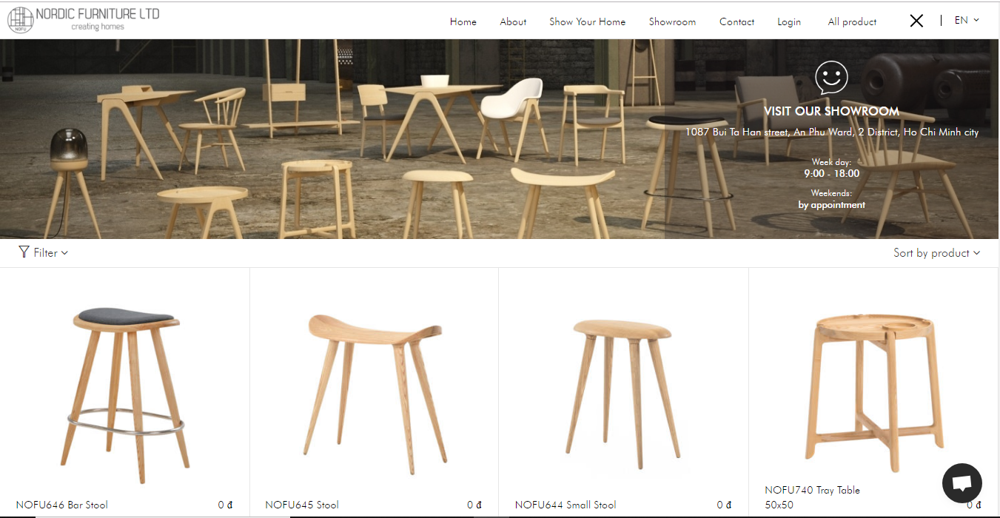 NORDIC FURNITURE LTD
creating homes
NOFU
Home About Show Your Home Showroom Contact Login All product | EN
VISIT OUR SHOWROOM
1087 Bui Ta Han street, An Phu Ward, 2 District, Ho Chi Minh city
Week day:
9:00 - 18:00
Weekends:
by appointment
Filter Sort by product
NOFU646 Bar Stool 0 đ
NOFU645 Stool 0 đ
NOFU644 Small Stool 0 đ
NOFU740 Tray Table
50x50 0 đ